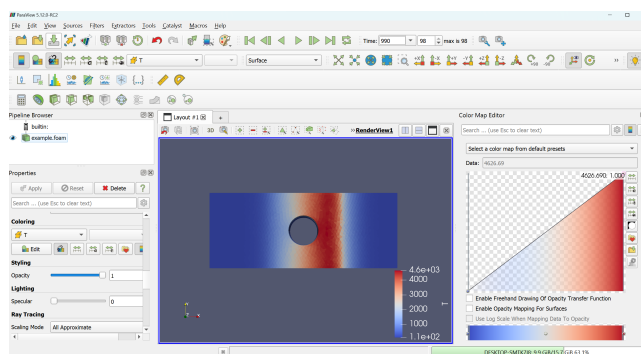 ParaView 5.12.0-RC2
File Edit View Sources Filters Extractors Tools Catalyst Macros Help
Time: 990 98 max is 98
T Surface
Pipeline Browser
builtin:
example.foam
Properties
Apply Reset Delete ?
Search ... (use Esc to clear text)
Coloring
T
Edit
Styling
Opacity 1
Lighting
Specular 0
Ray Tracing
Scaling Mode All Approximate
Layout #1 +
3D RenderView1
4.6e+03
4000
3000
2000
1000
1.1e+02
T
Color Map Editor
Search ... (use Esc to clear text)
Select a color map from default presets
Data: 4626.69
4626.690, 1.000
Enable Freehand Drawing Of Opacity Transfer Function
Enable Opacity Mapping For Surfaces
Use Log Scale When Mapping Data To Opacity